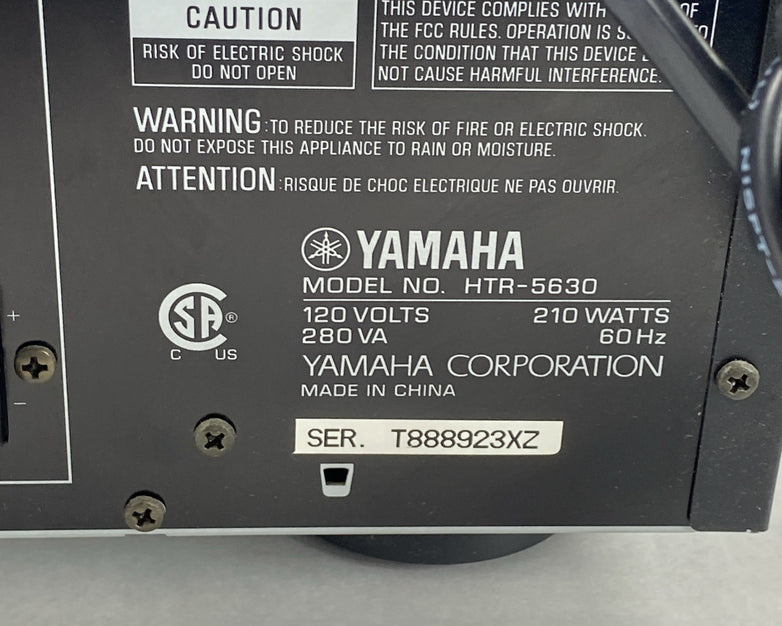 CAUTION
RISK OF ELECTRIC SHOCK
DO NOT OPEN
THIS DEVICE COMPLIES WITH OF
THE FCC RULES. OPERATION IS TO
THE CONDITION THAT THIS DEVICE
NOT CAUSE HARMFUL INTERFERENCE.
WARNING :TO REDUCE THE RISK OF FIRE OR ELECTRIC SHOCK.
DO NOT EXPOSE THIS APPLIANCE TO RAIN OR MOISTURE.
ATTENTION :RISQUE DE CHOC ELECTRIQUE NE PAS OUVRIR.
YAMAHA
MODEL NO. HTR-5630
120 VOLTS 210 WATTS
280 VA 60 Hz
YAMAHA CORPORATION
MADE IN CHINA
SER. T888923XZ
SA ®
C US
+
−